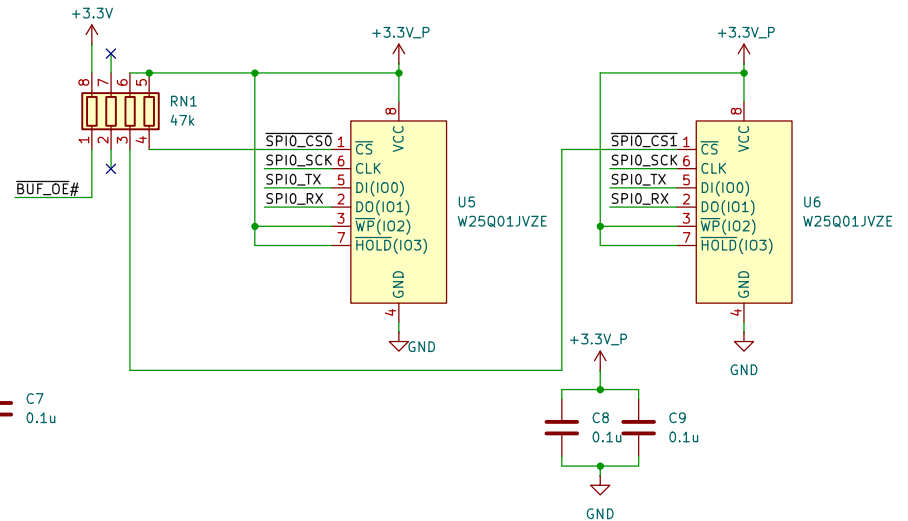 +3.3V
+3.3V_P
+3.3V_P
8 7 6 5
RN1
47k
1 2 3 4
BUF_OE#
SPI0_CS0 1 CS
SPI0_SCK 6 CLK
SPI0_TX 5 DI(IO0)
SPI0_RX 2 DO(IO1)
3 WP(IO2)
7 HOLD(IO3)
8
VCC
GND
4
U5
W25Q01JVZE
GND
SPI0_CS1 1 CS
SPI0_SCK 6 CLK
SPI0_TX 5 DI(IO0)
SPI0_RX 2 DO(IO1)
3 WP(IO2)
7 HOLD(IO3)
8
VCC
GND
4
U6
W25Q01JVZE
GND
+3.3V_P
C7
0.1u
C8
0.1u
C9
0.1u
GND